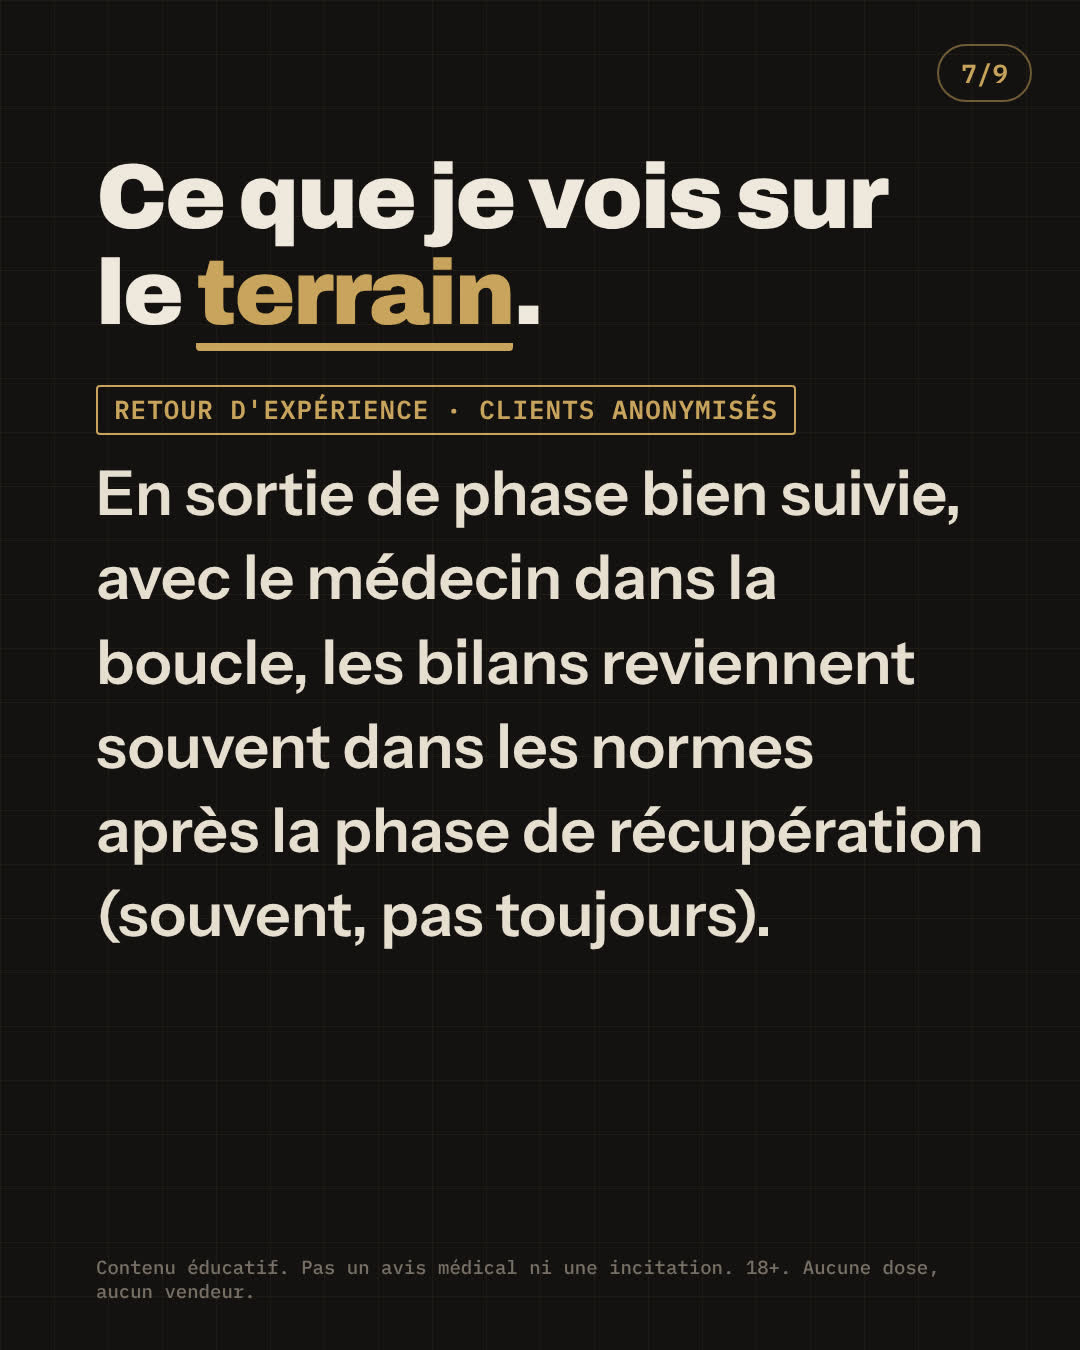 7/9
Ce que je vois sur
le terrain.
RETOUR D'EXPÉRIENCE · CLIENTS ANONYMISÉS
En sortie de phase bien suivie,
avec le médecin dans la
boucle, les bilans reviennent
souvent dans les normes
après la phase de récupération
(souvent, pas toujours).
Contenu éducatif. Pas un avis médical ni une incitation. 18+. Aucune dose,
aucun vendeur.